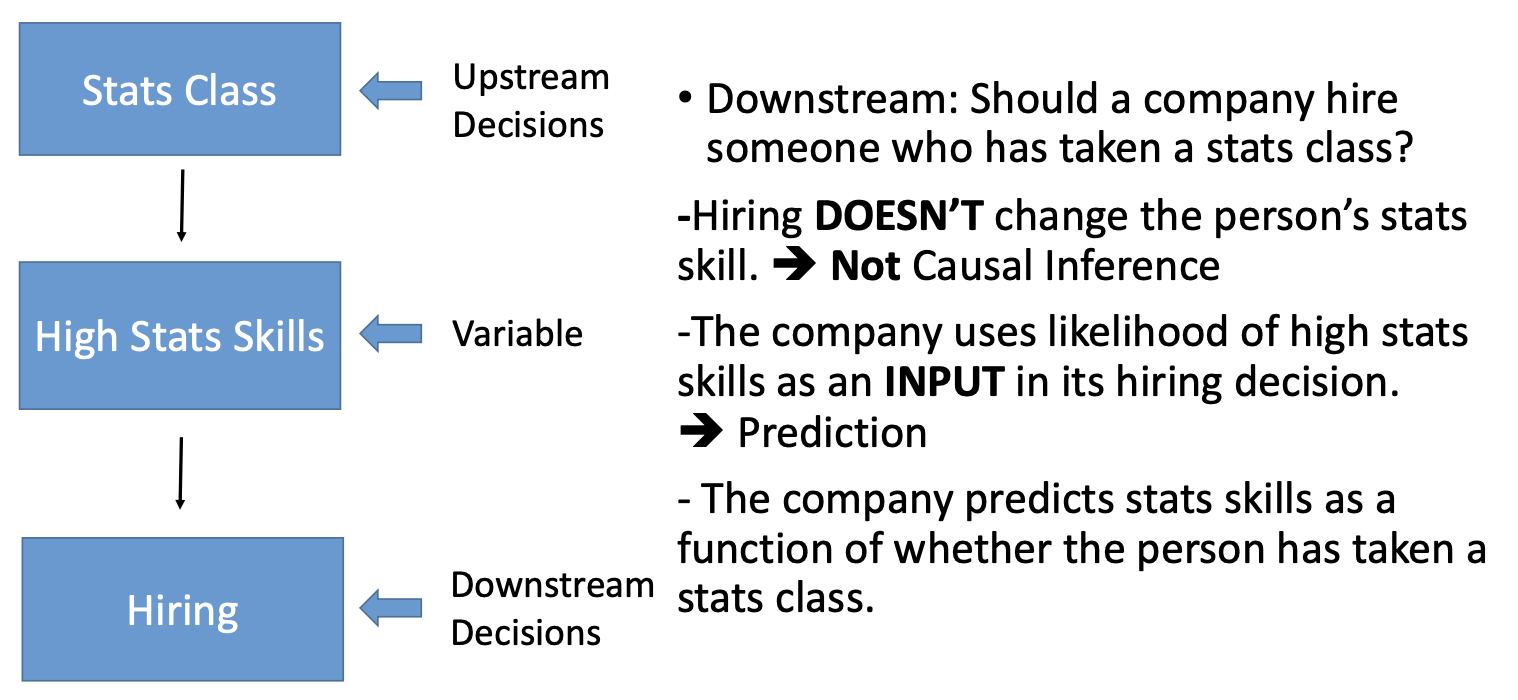 Stats Class
Upstream
Decisions
High Stats Skills
Variable
Hiring
Downstream
Decisions
• Downstream: Should a company hire
someone who has taken a stats class?
-Hiring DOESN’T change the person’s stats
skill. ➔ Not Causal Inference
-The company uses likelihood of high stats
skills as an INPUT in its hiring decision.
➔ Prediction
- The company predicts stats skills as a
function of whether the person has taken a
stats class.